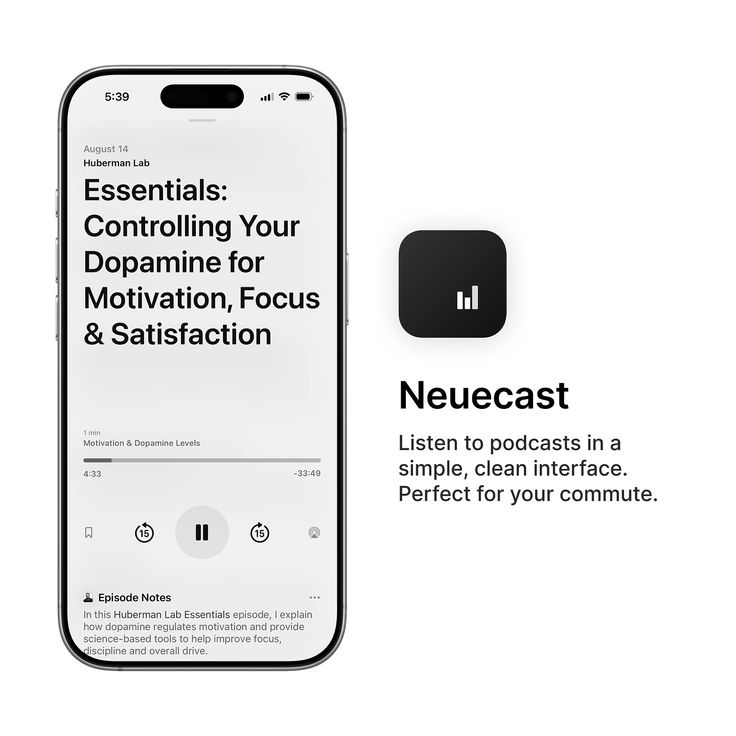 5:39
August 14
Huberman Lab
Essentials:
Controlling Your
Dopamine for
Motivation, Focus
& Satisfaction
1 min
Motivation & Dopamine Levels
4:33 -33:49
15 15
Episode Notes
In this Huberman Lab Essentials episode, I explain
how dopamine regulates motivation and provide
science-based tools to help improve focus,
discipline and overall drive.
Neuecast
Listen to podcasts in a
simple, clean interface.
Perfect for your commute.